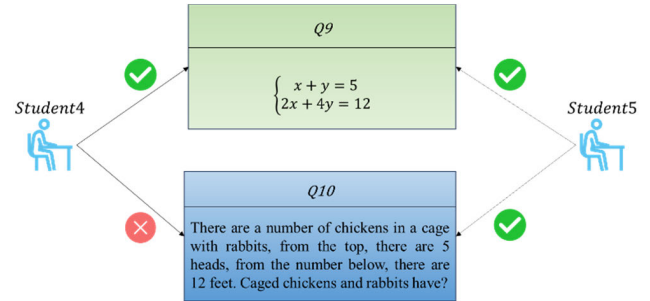 Q9
x + y = 5
2x + 4y = 12
Student4
Student5
Q10
There are a number of chickens in a cage
with rabbits, from the top, there are 5
heads, from the number below, there are
12 feet. Caged chickens and rabbits have?